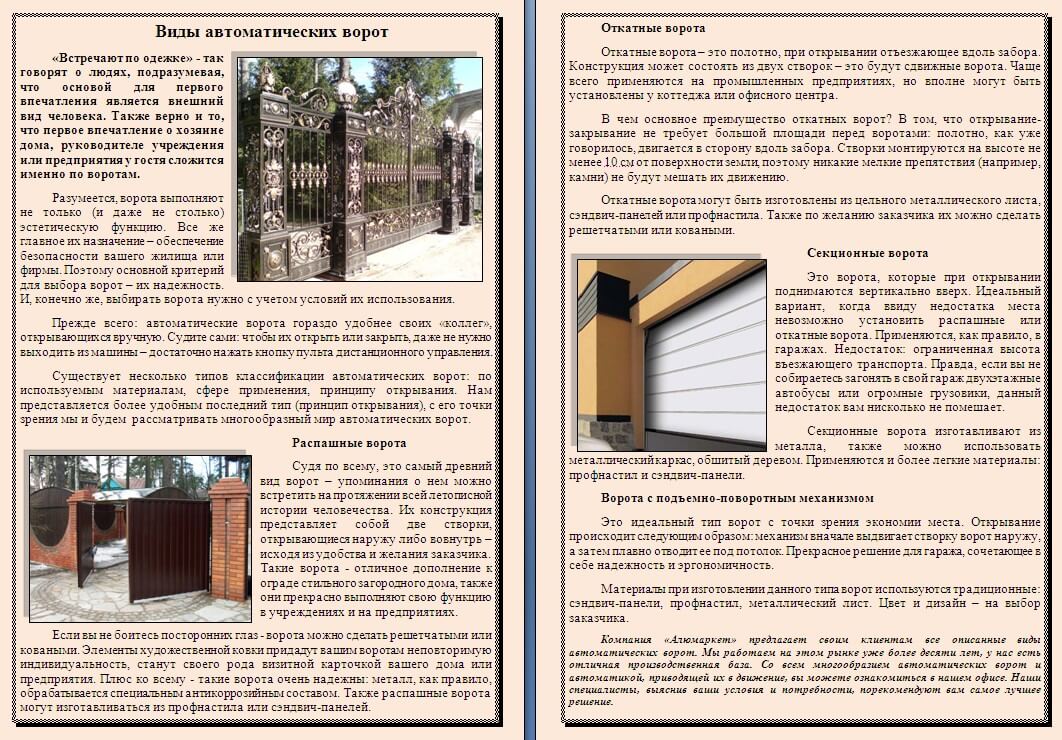 Виды автоматических ворот
«Встречают по одежке» - так
говорят о людях, подразумевая,
что основой для первого
впечатления является внешний
вид человека. Также верно и то,
что первое впечатление о хозяине
дома, руководителе учреждения
или предприятия у гостя сложится
именно по воротам.
Разумеется, ворота выполняют
не только (и даже не столько)
эстетическую функцию. Все же
главное их назначение – обеспечение
безопасности вашего жилища или
фирмы. Поэтому основной критерий
для выбора ворот – их надежность.
И, конечно же, выбирать ворота нужно с учетом условий их использования.
Прежде всего: автоматические ворота гораздо удобнее своих «коллег»,
открывающихся вручную. Судите сами: чтобы их открыть или закрыть, даже не нужно
выходить из машины – достаточно нажать кнопку пульта дистанционного управления.
Существует несколько типов классификации автоматических ворот: по
используемым материалам, сфере применения, принципу открывания. Нам
представляется более удобным последний тип (принцип открывания), с его точки
зрения мы и будем рассматривать многообразный мир автоматических ворот.
Распашные ворота
Судя по всему, это самый древний
вид ворот – упоминания о нем можно
встретить на протяжении всей летописной
истории человечества. Их конструкция
представляет собой две створки,
открывающиеся наружу либо вовнутрь –
исходя из удобства и желания заказчика.
Такие ворота - отличное дополнение к
ограде стильного загородного дома, также
они прекрасно выполняют свою функцию
в учреждениях и на предприятиях.
Если вы не боитесь посторонних глаз - ворота можно сделать решетчатыми или
коваными. Элементы художественной ковки придадут вашим воротам неповторимую
индивидуальность, станут своего рода визитной карточкой вашего дома или
предприятия. Плюс ко всему - такие ворота очень надежны: металл, как правило,
обрабатывается специальным антикоррозийным составом. Также распашные ворота
могут изготавливаться из профнастила или сэндвич-панелей.
Откатные ворота
Откатные ворота – это полотно, при открывании отъезжающее вдоль забора.
Конструкция может состоять из двух створок – это будут сдвижные ворота. Чаще
всего применяются на промышленных предприятиях, но вполне могут быть
установлены у коттеджа или офисного центра.
В чем основное преимущество откатных ворот? В том, что открывание-
закрывание не требует большой площади перед воротами: полотно, как уже
говорилось, двигается в сторону вдоль забора. Створки монтируются на высоте не
менее 10 см от поверхности земли, поэтому никакие мелкие препятствия (например,
камни) не будут мешать их движению.
Откатные ворота могут быть изготовлены из цельного металлического листа,
сэндвич-панелей или профнастила. Также по желанию заказчика их можно сделать
решетчатыми или коваными.
Секционные ворота
Это ворота, которые при открывании
поднимаются вертикально вверх. Идеальный
вариант, когда ввиду недостатка места
невозможно установить распашные или
откатные ворота. Применяются, как правило, в
гаражах. Недостаток: ограниченная высота
въезжающего транспорта. Правда, если вы не
собираетесь загонять в свой гараж двухэтажные
автобусы или огромные грузовики, данный
недостаток вам нисколько не помешает.
Секционные ворота изготавливают из
металла, также можно использовать
металлический каркас, обшитый деревом. Применяются и более легкие материалы:
профнастил и сэндвич-панели.
Ворота с подъемно-поворотным механизмом
Это идеальный тип ворот с точки зрения экономии места. Открывание
происходит следующим образом: механизм вначале выдвигает створку ворот наружу,
а затем плавно отводит ее под потолок. Прекрасное решение для гаража, сочетающее в
себе надежность и эргономичность.
Материалы при изготовлении данного типа ворот используются традиционные:
сэндвич-панели, профнастил, металлический лист. Цвет и дизайн – на выбор
заказчика.
Компания «Алюмаркет» предлагает своим клиентам все описанные виды
автоматических ворот. Мы работаем на этом рынке уже более десяти лет, у нас есть
отличная производственная база. Со всем многообразием автоматических ворот и
автоматикой, приводящей их в движение, вы можете ознакомиться в нашем офисе. Наши
специалисты, выяснив ваши условия и потребности, порекомендуют вам самое лучшее
решение.